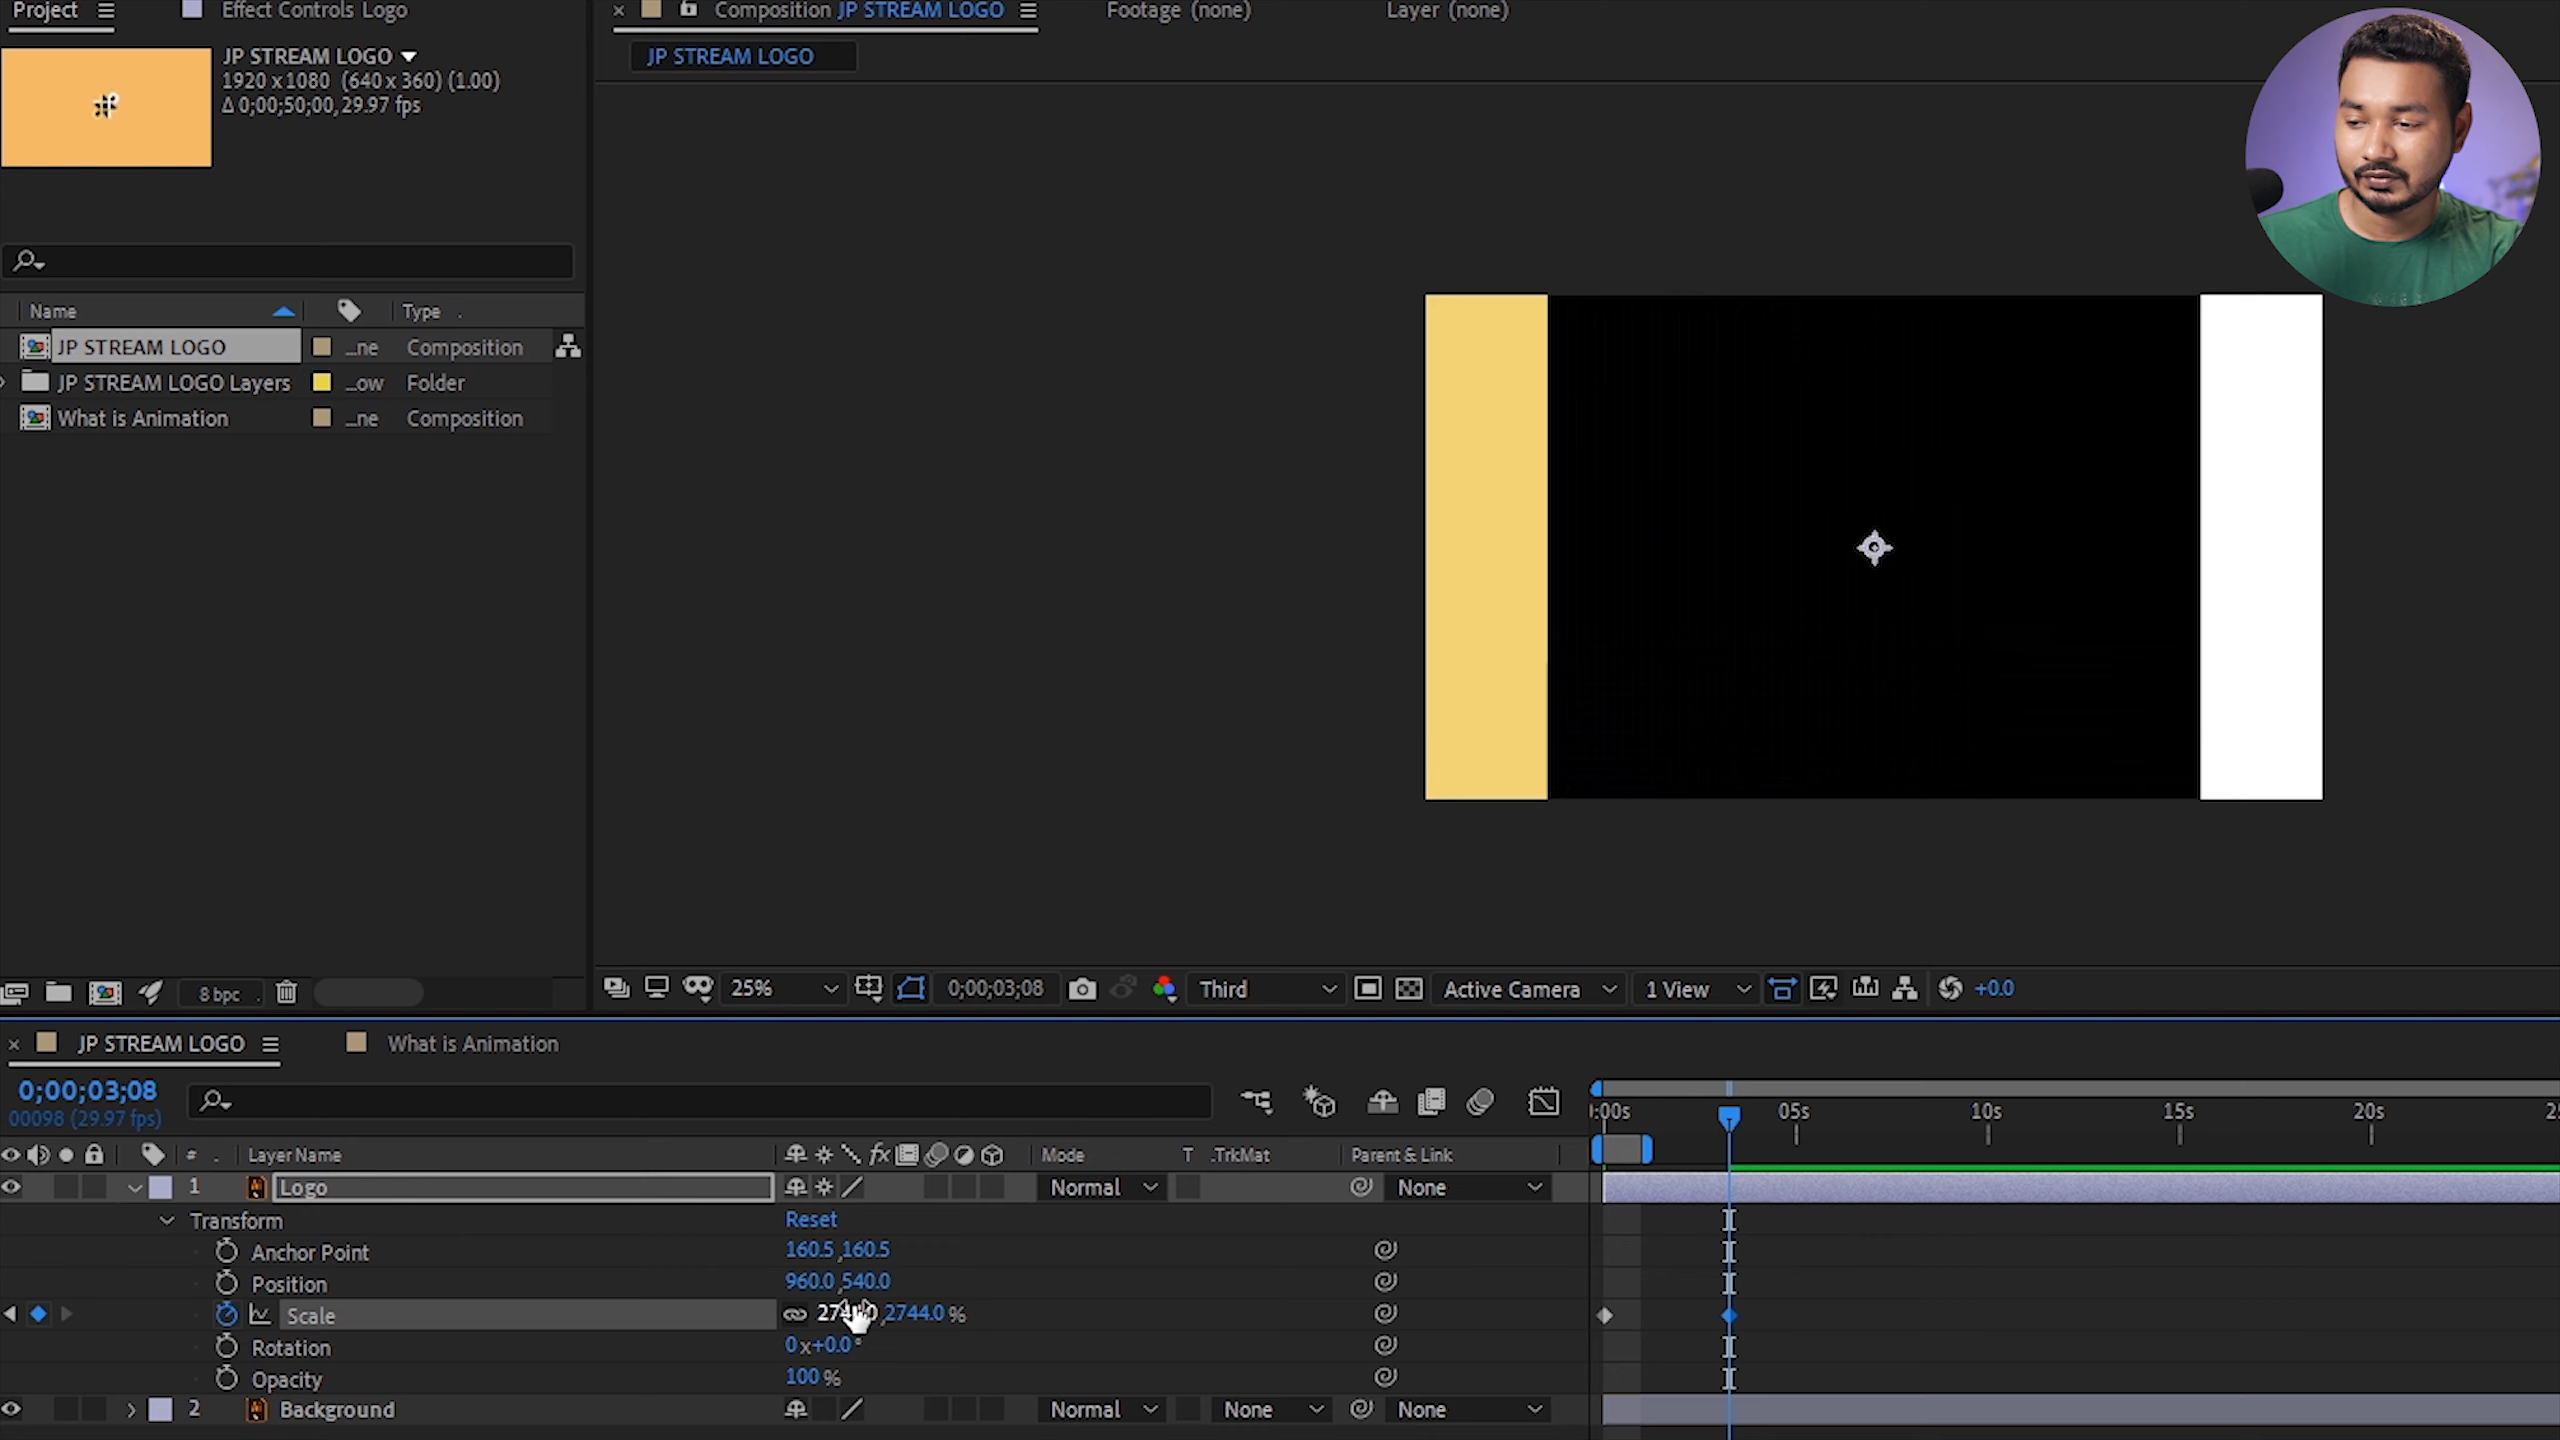 Project
Effect Controls Logo
Composition JP STREAM LOGO
Footage (none)
Layer (none)
JP STREAM LOGO
1920 x 1080 (640 x 360) (1.00)
Δ 0;00;50;00, 29.97 fps
JP STREAM LOGO
Name
Type
JP STREAM LOGO
...ne
Composition
JP STREAM LOGO Layers
...ow
Folder
What is Animation
...ne
Composition
8 bpc
25%
0;00;03;08
Third
Active Camera
1 View
+0.0
JP STREAM LOGO
What is Animation
0;00;03;08
00098 (29.97 fps)
:00s
05s
10s
15s
20s
#
Layer Name
fx
Mode
T
.TrkMat
Parent & Link
1
Logo
Normal
None
Transform
Reset
Anchor Point
160.5,160.5
Position
960.0,540.0
Scale
,2744.0 %
Rotation
0x+0.0°
Opacity
100 %
2
Background
Normal
None
None